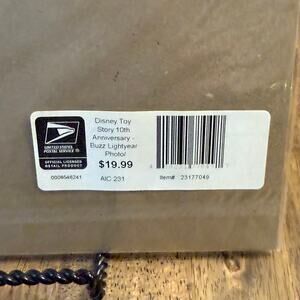 UNITED STATES
POSTAL SERVICE
OFFICIAL LICENSED
RETAIL PRODUCT
Disney Toy
Story 10th
Anniversary -
Buzz Lightyear
Photo/
$19.99
0009546241
AIC 231
Item# 23177049